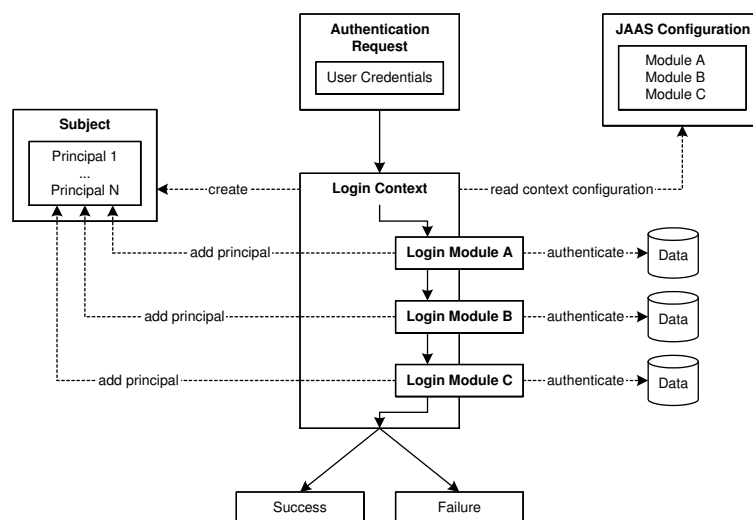 Authentication
Request
User Credentials
JAAS Configuration
Module A
Module B
Module C
Subject
Principal 1
...
Principal N
create
Login Context
read context configuration
add principal
Login Module A
authenticate
Data
add principal
Login Module B
authenticate
Data
add principal
Login Module C
authenticate
Data
Success
Failure